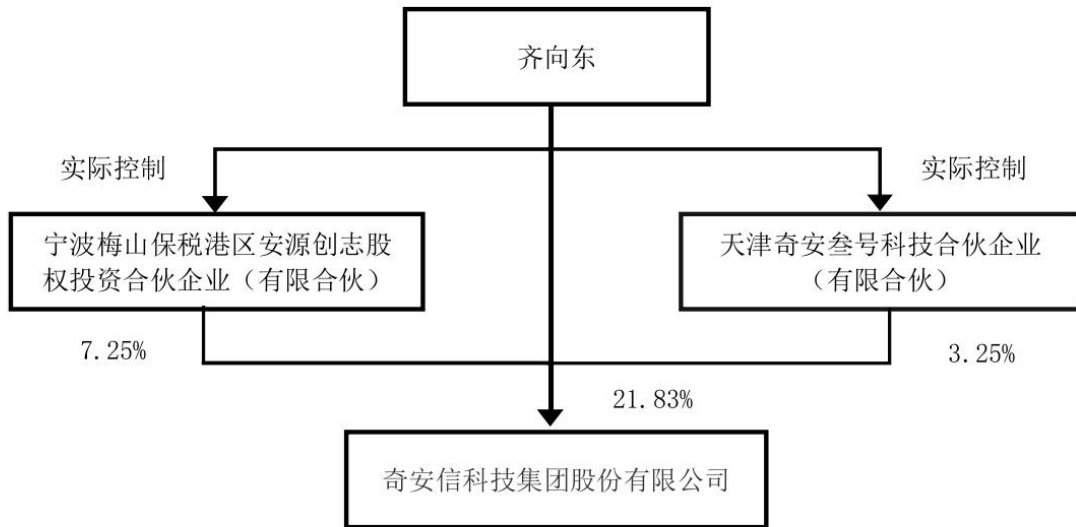 齐向东
实际控制
实际控制
宁波梅山保税港区安源创志股
权投资合伙企业（有限合伙）
天津奇安叁号科技合伙企业
（有限合伙）
7.25%
3.25%
21.83%
奇安信科技集团股份有限公司